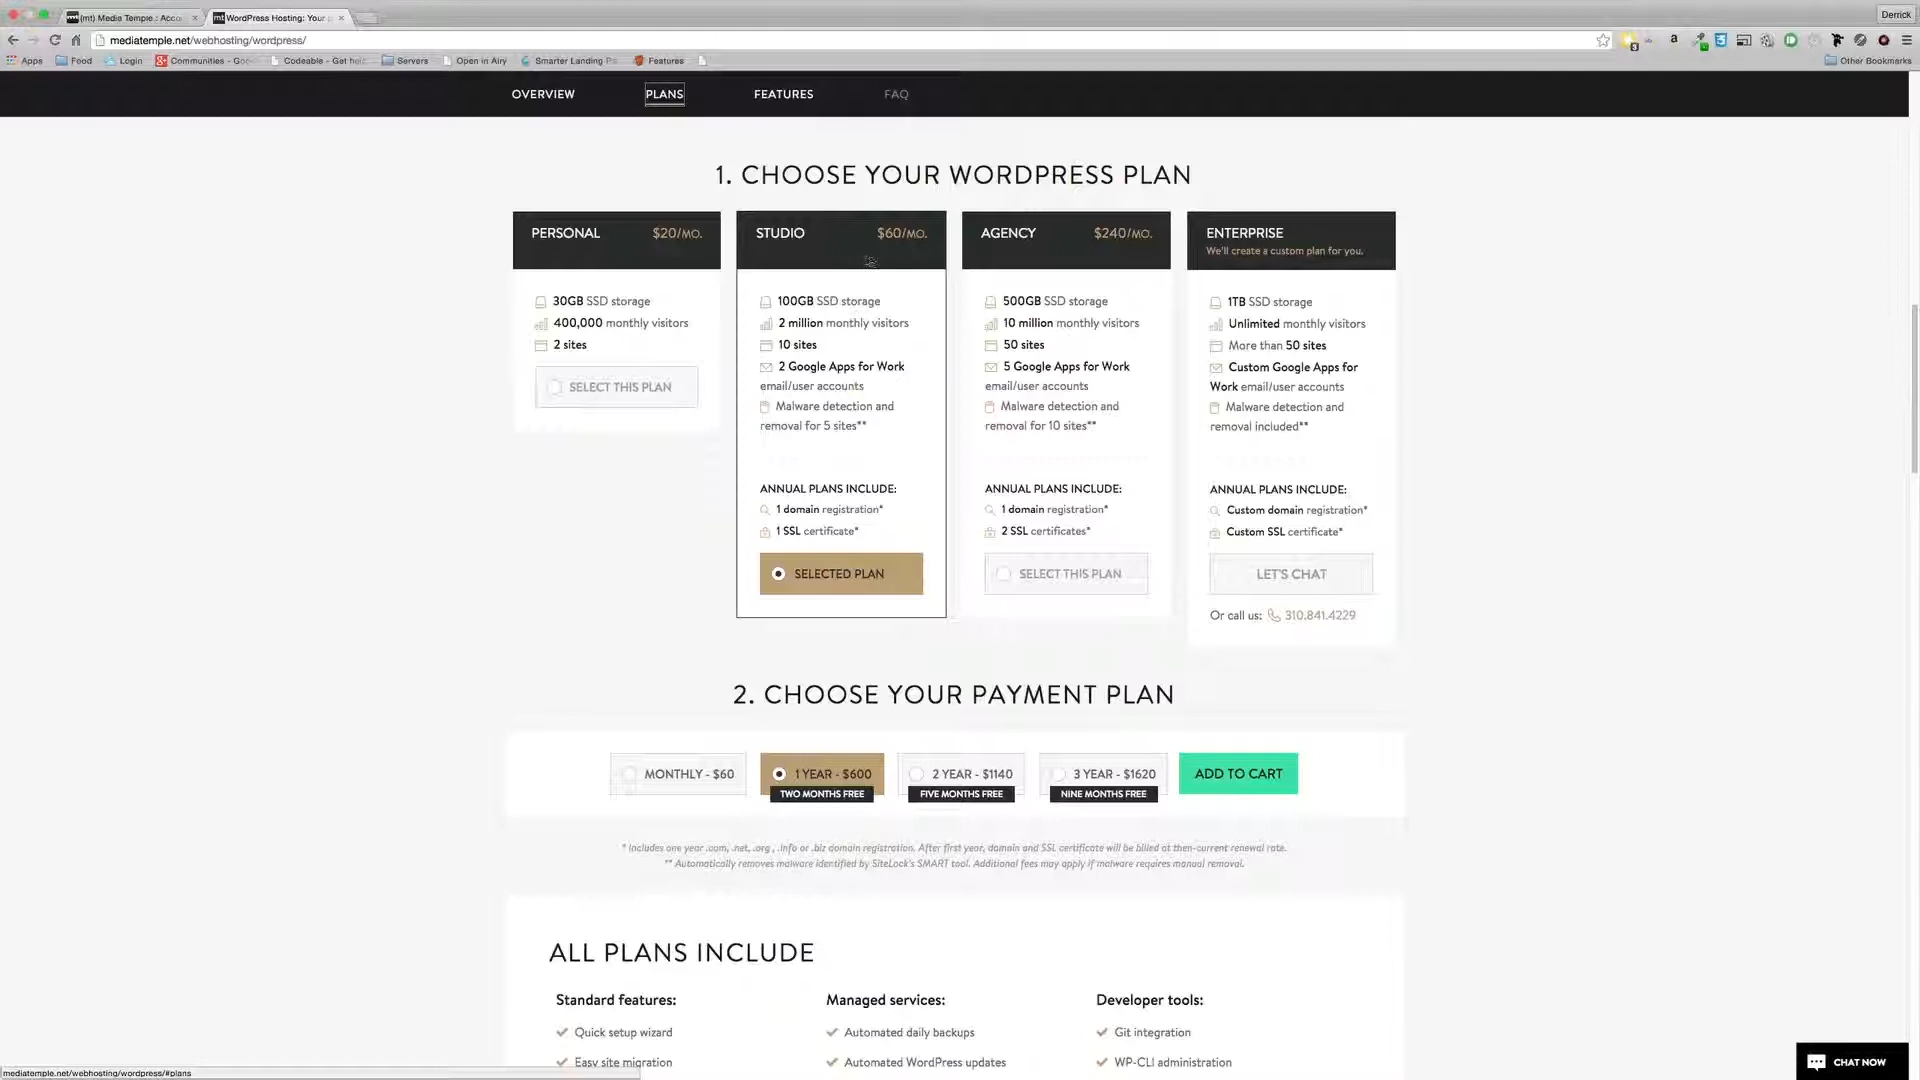 (mt) Media Temple : Acco
WordPress Hosting: Your p
Derrick
mediatemple.net/webhosting/wordpress/
Apps
Food
Login
Communities - Goo
Codeable - Get help
Servers
Open in Airy
Smarter Landing Pa
Features
Other Bookmarks
OVERVIEW
PLANS
FEATURES
FAQ
1. CHOOSE YOUR WORDPRESS PLAN
PERSONAL $20/MO.
30GB SSD storage
400,000 monthly visitors
2 sites
SELECT THIS PLAN
STUDIO $60/MO.
100GB SSD storage
2 million monthly visitors
10 sites
2 Google Apps for Work
email/user accounts
Malware detection and
removal for 5 sites**
ANNUAL PLANS INCLUDE:
1 domain registration*
1 SSL certificate*
SELECTED PLAN
AGENCY $240/MO.
500GB SSD storage
10 million monthly visitors
50 sites
5 Google Apps for Work
email/user accounts
Malware detection and
removal for 10 sites**
ANNUAL PLANS INCLUDE:
1 domain registration*
2 SSL certificates*
SELECT THIS PLAN
ENTERPRISE
We'll create a custom plan for you.
1TB SSD storage
Unlimited monthly visitors
More than 50 sites
Custom Google Apps for
Work email/user accounts
Malware detection and
removal included**
ANNUAL PLANS INCLUDE:
Custom domain registration*
Custom SSL certificate*
LET'S CHAT
Or call us: 310.841.4229
2. CHOOSE YOUR PAYMENT PLAN
MONTHLY - $60
1 YEAR - $600
TWO MONTHS FREE
2 YEAR - $1140
FIVE MONTHS FREE
3 YEAR - $1620
NINE MONTHS FREE
ADD TO CART
* Includes one year .com, .net, .org , .info or .biz domain registration. After first year, domain and SSL certificate will be billed at then-current renewal rate.
** Automatically removes malware identified by SiteLock's SMART tool. Additional fees may apply if malware requires manual removal.
ALL PLANS INCLUDE
Standard features:
Quick setup wizard
Easy site migration
Managed services:
Automated daily backups
Automated WordPress updates
Developer tools:
Git integration
WP-CLI administration
mediatemple.net/webhosting/wordpress/#plans
CHAT NOW